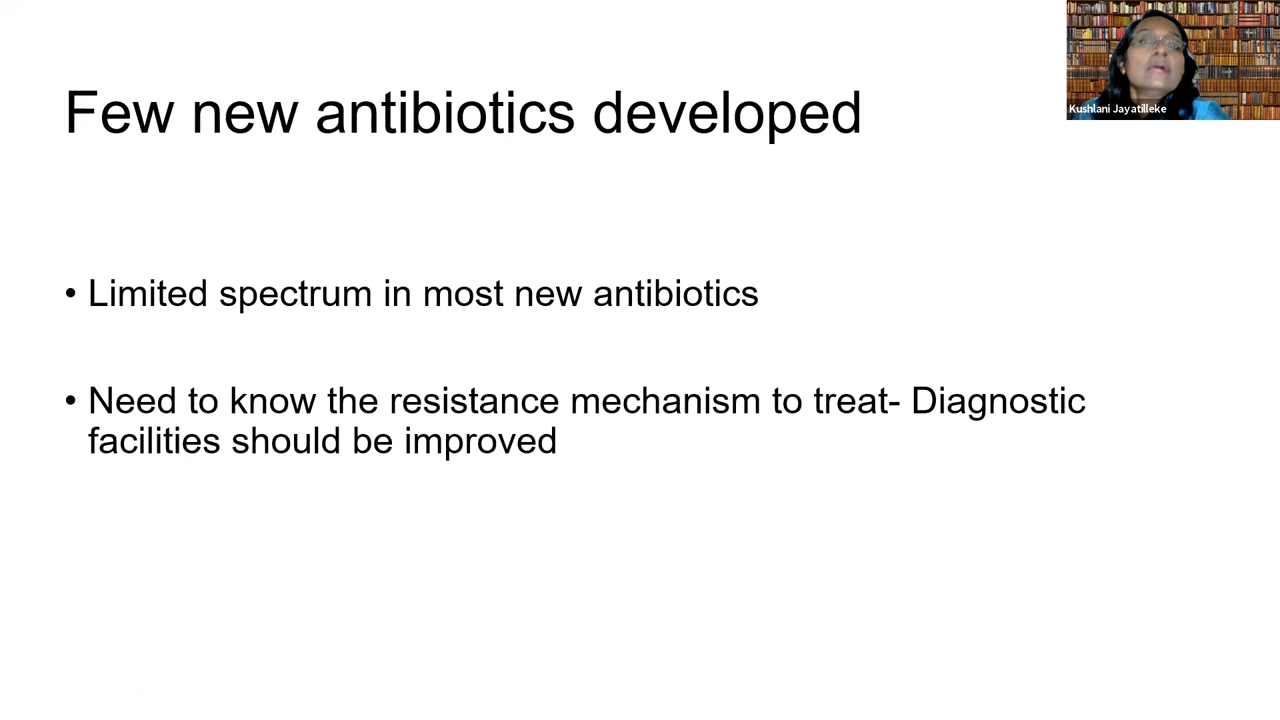 Few new antibiotics developed
Kushlani Jayatilleke
• Limited spectrum in most new antibiotics
• Need to know the resistance mechanism to treat- Diagnostic
facilities should be improved